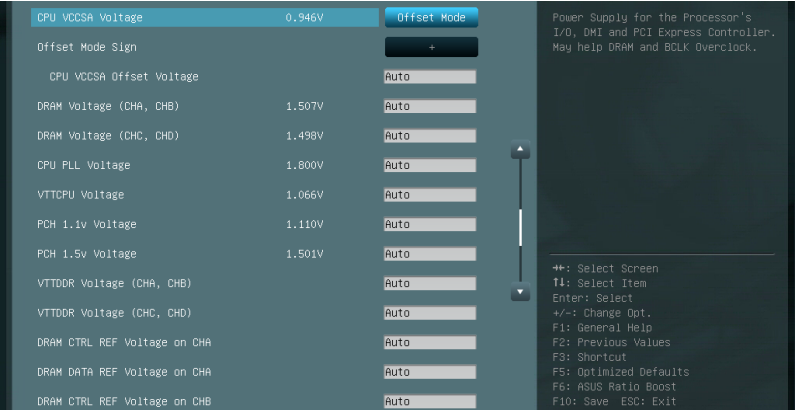 CPU VCCSA Voltage 0.946V Offset Mode
Offset Mode Sign +
CPU VCCSA Offset Voltage Auto
DRAM Voltage (CHA, CHB) 1.507V Auto
DRAM Voltage (CHC, CHD) 1.498V Auto
CPU PLL Voltage 1.800V Auto
VTTCPU Voltage 1.066V Auto
PCH 1.1v Voltage 1.110V Auto
PCH 1.5v Voltage 1.501V Auto
VTTDDR Voltage (CHA, CHB) Auto
VTTDDR Voltage (CHC, CHD) Auto
DRAM CTRL REF Voltage on CHA Auto
DRAM DATA REF Voltage on CHA Auto
DRAM CTRL REF Voltage on CHB Auto
Power Supply for the Processor's
I/O, DMI and PCI Express Controller.
May help DRAM and BCLK Overclock.
→←: Select Screen
↑↓: Select Item
Enter: Select
+/-: Change Opt.
F1: General Help
F2: Previous Values
F3: Shortcut
F5: Optimized Defaults
F6: ASUS Ratio Boost
F10: Save ESC: Exit